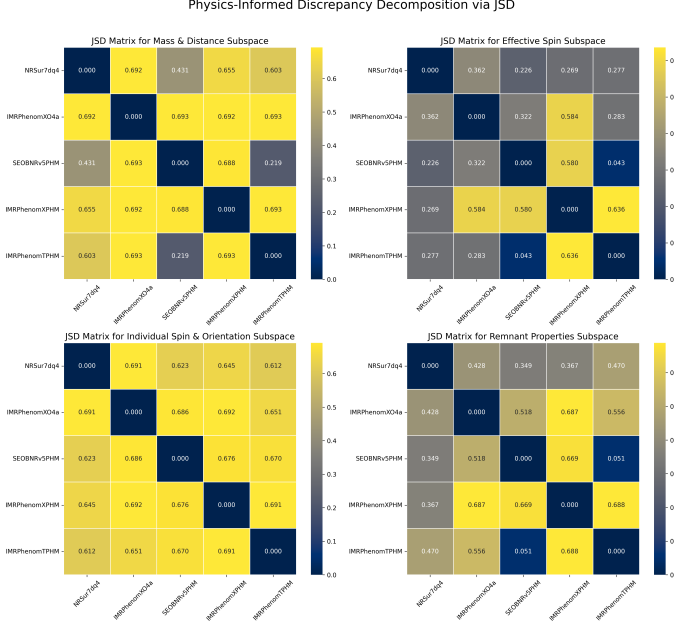 Physics-Informed Discrepancy Decomposition via JSD
JSD Matrix for Mass & Distance Subspace
NRSur7dq4 0.000 0.692 0.431 0.655 0.603
IMRPhenomXO4a 0.692 0.000 0.693 0.692 0.693
SEOBNRv5PHM 0.431 0.693 0.000 0.688 0.219
IMRPhenomXPHM 0.655 0.692 0.688 0.000 0.693
IMRPhenomTPHM 0.603 0.693 0.219 0.693 0.000
NRSur7dq4 IMRPhenomXO4a SEOBNRv5PHM IMRPhenomXPHM IMRPhenomTPHM
0.6
0.5
0.4
0.3
0.2
0.1
0.0
JSD Matrix for Effective Spin Subspace
NRSur7dq4 0.000 0.362 0.226 0.269 0.277
IMRPhenomXO4a 0.362 0.000 0.322 0.584 0.283
SEOBNRv5PHM 0.226 0.322 0.000 0.580 0.043
IMRPhenomXPHM 0.269 0.584 0.580 0.000 0.636
IMRPhenomTPHM 0.277 0.283 0.043 0.636 0.000
NRSur7dq4 IMRPhenomXO4a SEOBNRv5PHM IMRPhenomXPHM IMRPhenomTPHM
JSD Matrix for Individual Spin & Orientation Subspace
NRSur7dq4 0.000 0.691 0.623 0.645 0.612
IMRPhenomXO4a 0.691 0.000 0.686 0.692 0.651
SEOBNRv5PHM 0.623 0.686 0.000 0.676 0.670
IMRPhenomXPHM 0.645 0.692 0.676 0.000 0.691
IMRPhenomTPHM 0.612 0.651 0.670 0.691 0.000
NRSur7dq4 IMRPhenomXO4a SEOBNRv5PHM IMRPhenomXPHM IMRPhenomTPHM
0.6
0.5
0.4
0.3
0.2
0.1
0.0
JSD Matrix for Remnant Properties Subspace
NRSur7dq4 0.000 0.428 0.349 0.367 0.470
IMRPhenomXO4a 0.428 0.000 0.518 0.687 0.556
SEOBNRv5PHM 0.349 0.518 0.000 0.669 0.051
IMRPhenomXPHM 0.367 0.687 0.669 0.000 0.688
IMRPhenomTPHM 0.470 0.556 0.051 0.688 0.000
NRSur7dq4 IMRPhenomXO4a SEOBNRv5PHM IMRPhenomXPHM IMRPhenomTPHM